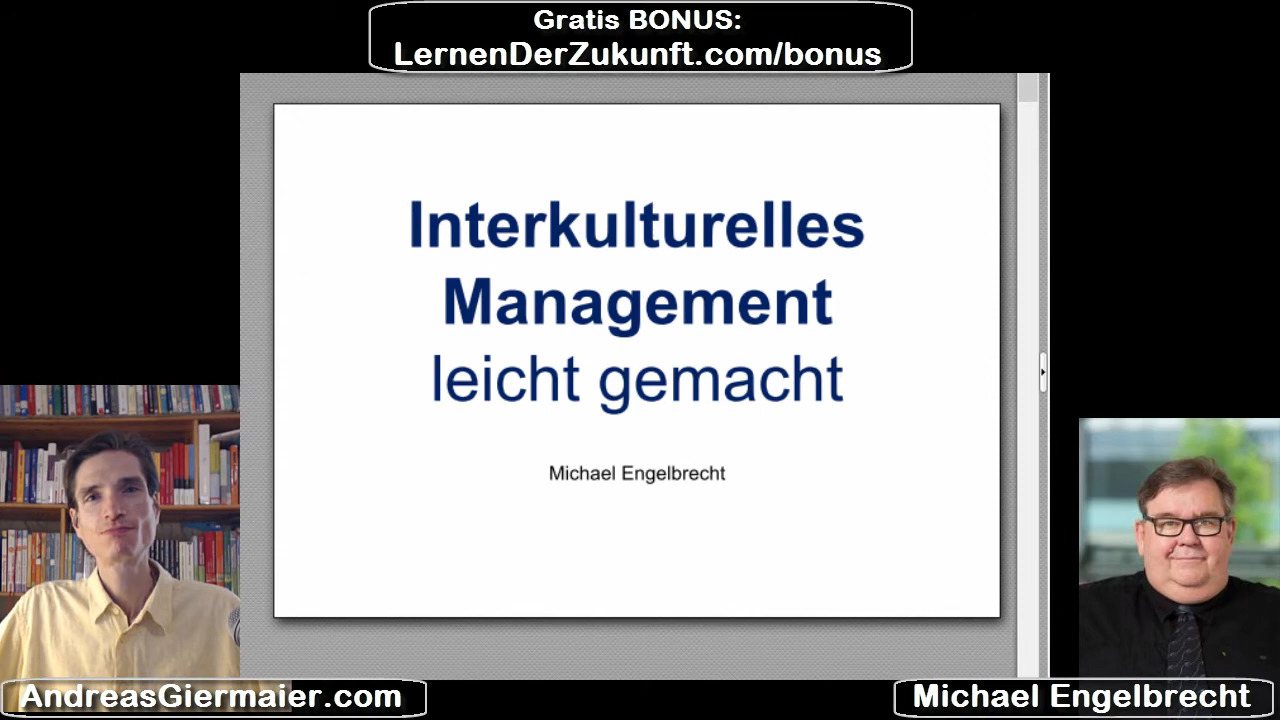 Gratis BONUS:
LernenDerZukunft.com/bonus
Interkulturelles
Management
leicht gemacht
Michael Engelbrecht
AndreasGiermaier.com
Michael Engelbrecht